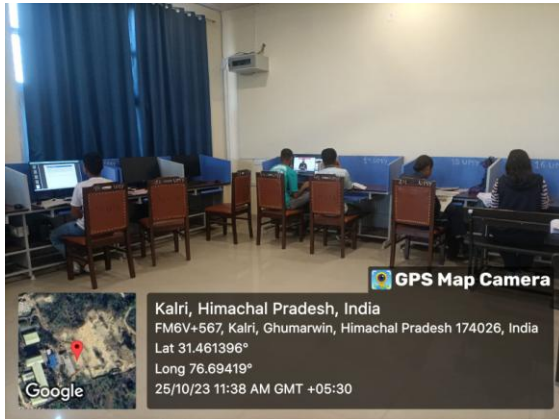 GPS Map Camera
Kalri, Himachal Pradesh, India
FM6V+567, Kalri, Ghumarwin, Himachal Pradesh 174026, India
Lat 31.461396°
Long 76.69419°
25/10/23 11:38 AM GMT +05:30
Google